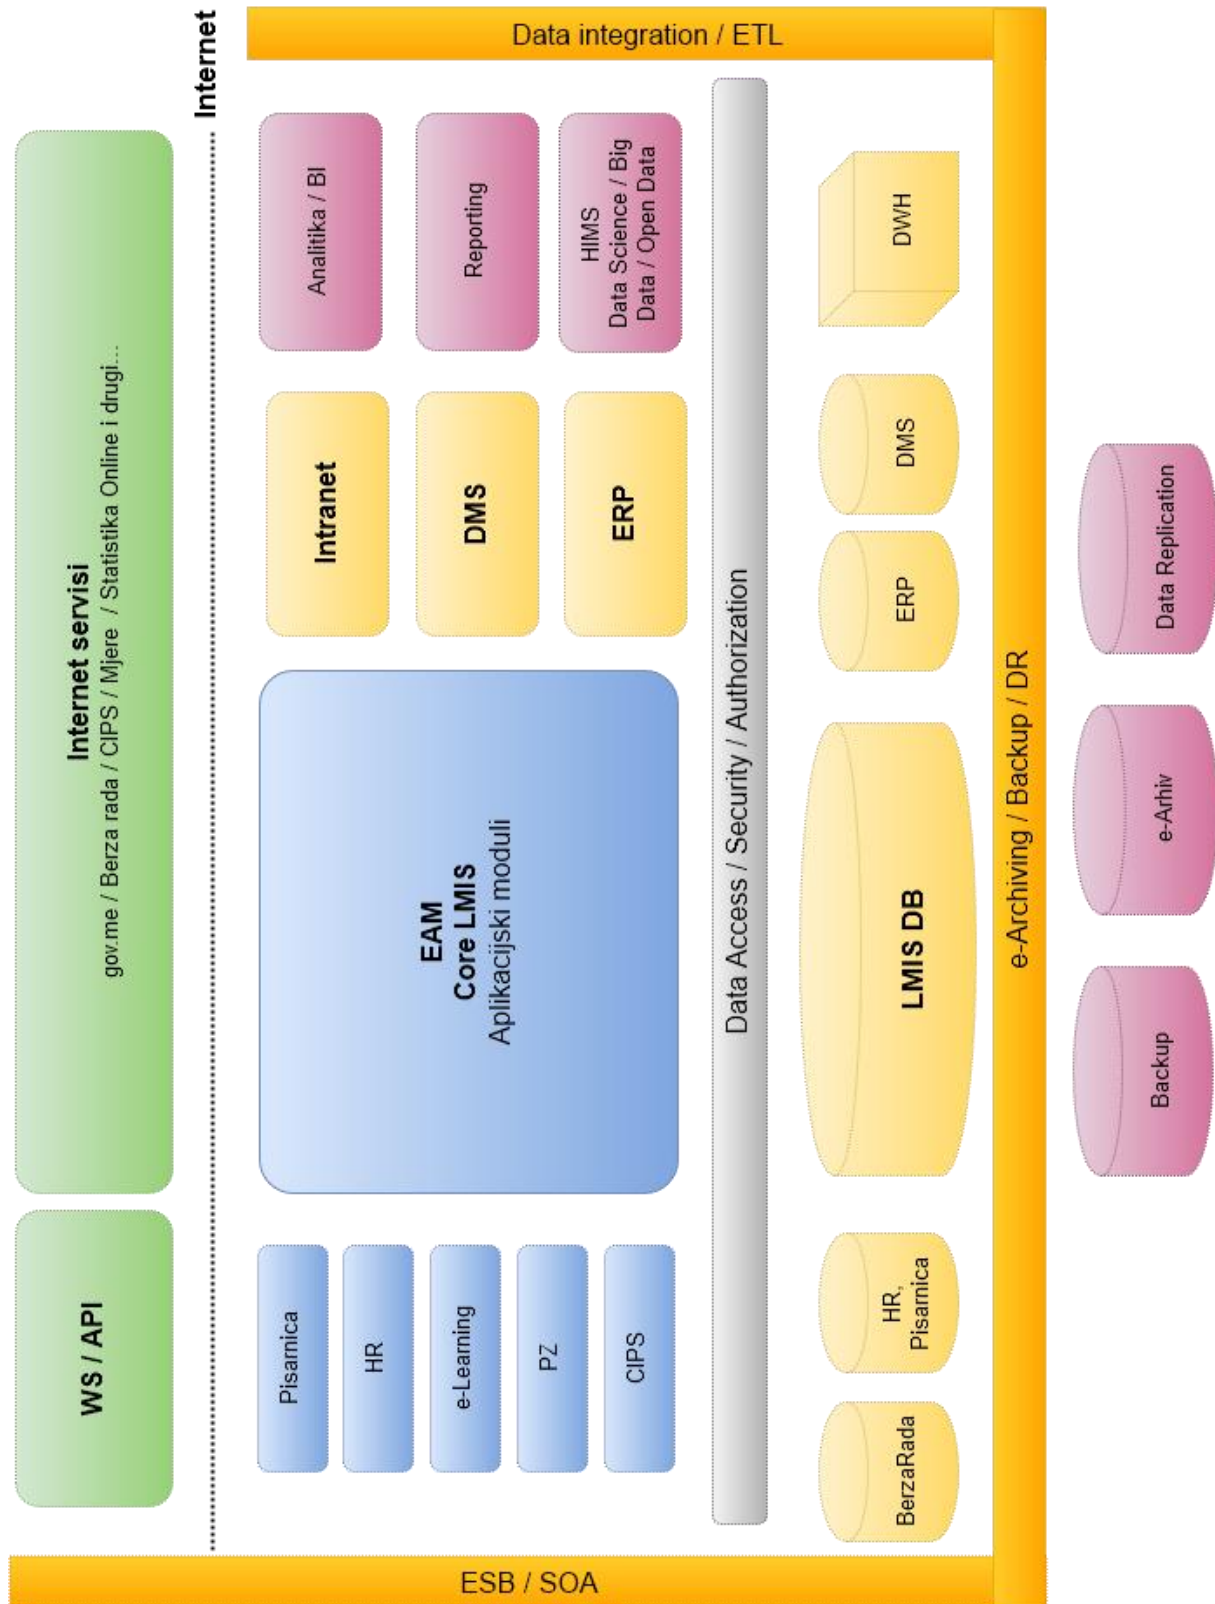 WS / API
Internet servisi
gov.me / Berza rada / CIPS / Mjere / Statistika Online i drugi...
Internet
ESB / SOA
Pisarnica
HR
e-Learning
PZ
CIPS
EAM
Core LMIS
Aplikacijski moduli
Intranet
DMS
ERP
Analitika / BI
Reporting
HIMS
Data Science / Big
Data / Open Data
Data integration / ETL
Data Access / Security / Authorization
BerzaRada
HR,
Pisarnica
LMIS DB
ERP
DMS
DWH
e-Archiving / Backup / DR
Backup
e-Arhiv
Data Replication